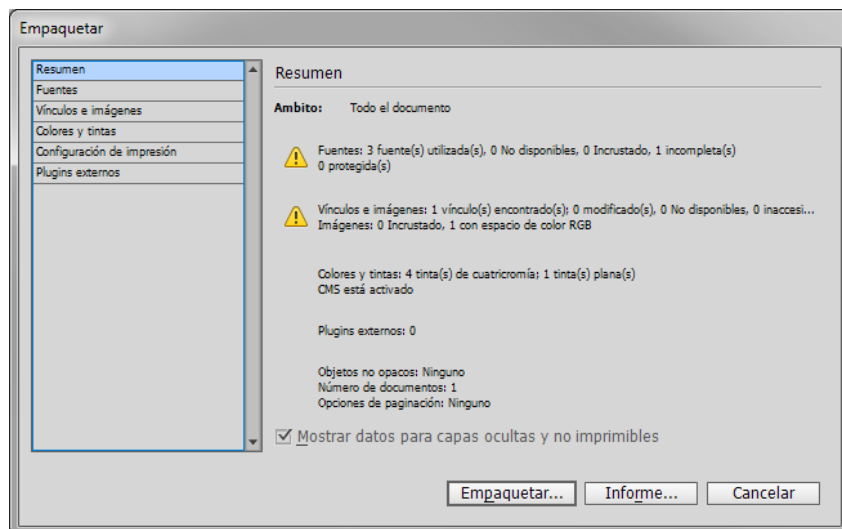 Empaquetar
Resumen
Fuentes
Vínculos e imágenes
Colores y tintas
Configuración de impresión
Plugins externos
Resumen
Ambito: Todo el documento
Fuentes: 3 fuente(s) utilizada(s), 0 No disponibles, 0 Incrustado, 1 incompleta(s)
0 protegida(s)
Vínculos e imágenes: 1 vínculo(s) encontrado(s); 0 modificado(s), 0 No disponibles, 0 inaccesi...
Imágenes: 0 Incrustado, 1 con espacio de color RGB
Colores y tintas: 4 tinta(s) de cuatricromía; 1 tinta(s) plana(s)
CMS está activado
Plugins externos: 0
Objetos no opacos: Ninguno
Número de documentos: 1
Opciones de paginación: Ninguno
Mostrar datos para capas ocultas y no imprimibles
Empaquetar... Informe... Cancelar